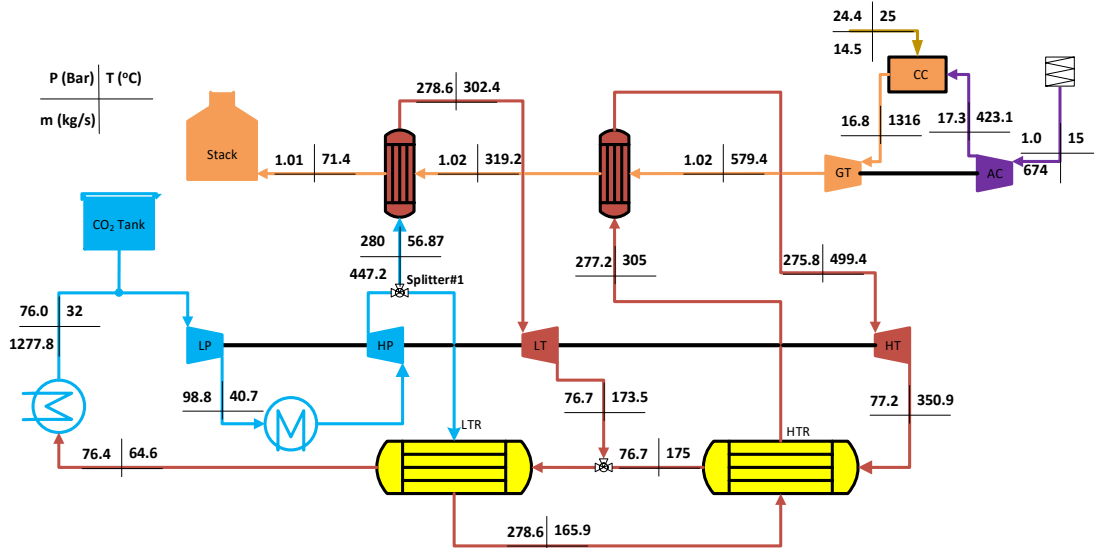 24.4 25
14.5
CC
P (Bar) T (ºC)
m (kg/s)
278.6 302.4
16.8 1316
17.3 423.1
1.0 15
674
Stack
1.01 71.4
1.02 319.2
1.02 579.4
GT
AC
CO₂ Tank
280 56.87
447.2
Splitter#1
277.2 305
275.8 499.4
76.0 32
1277.8
LP
HP
LT
HT
98.8 40.7
76.7 173.5
77.2 350.9
LTR
HTR
76.4 64.6
76.7 175
278.6 165.9